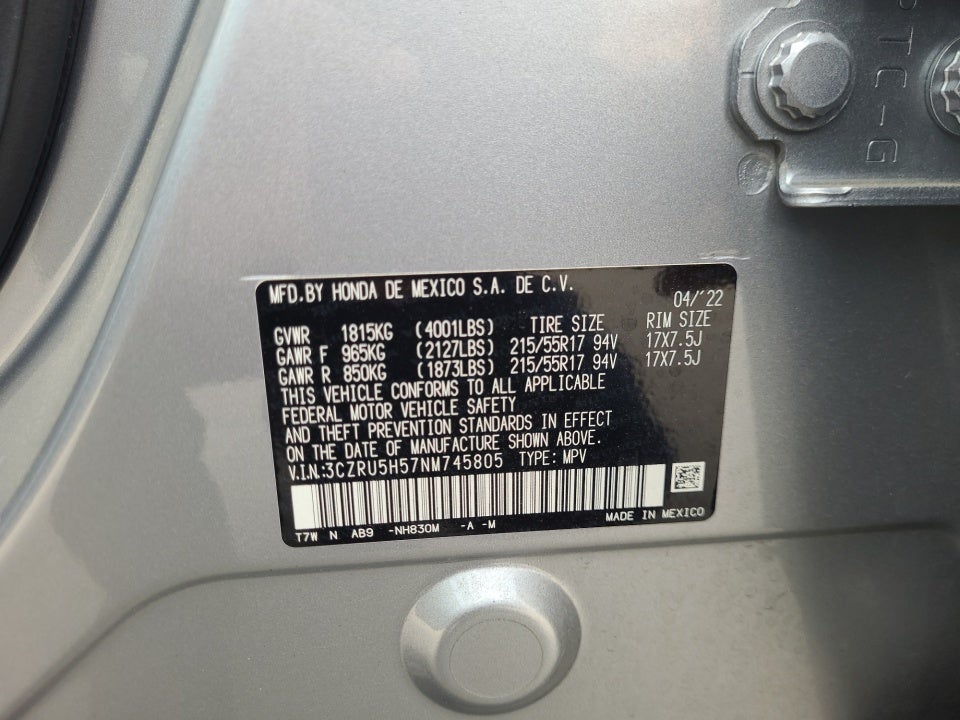 PTC-G
MFD.BY HONDA DE MEXICO S.A. DE C.V. 04/'22
GVWR 1815KG (4001LBS) TIRE SIZE RIM SIZE
GAWR F 965KG (2127LBS) 215/55R17 94V 17X7.5J
GAWR R 850KG (1873LBS) 215/55R17 94V 17X7.5J
THIS VEHICLE CONFORMS TO ALL APPLICABLE
FEDERAL MOTOR VEHICLE SAFETY
AND THEFT PREVENTION STANDARDS IN EFFECT
ON THE DATE OF MANUFACTURE SHOWN ABOVE.
V.I.N.:3CZRU5H57NM745805 TYPE: MPV
T7W N AB9 -NH830M -A -M MADE IN MEXICO